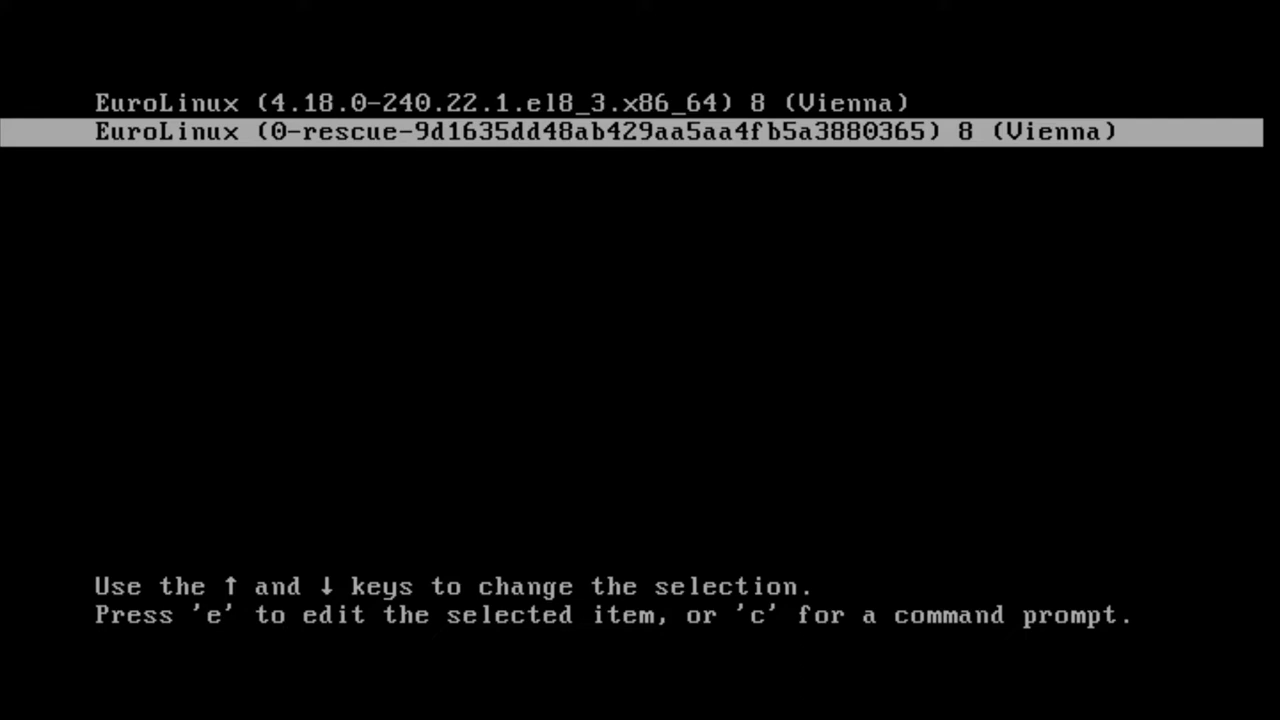 EuroLinux (4.18.0-240.22.1.el8_3.x86_64) 8 (Vienna)
EuroLinux (0-rescue-9d1635dd48ab429aa5aa4fb5a3880365) 8 (Vienna)
Use the ↑ and ↓ keys to change the selection.
Press 'e' to edit the selected item, or 'c' for a command prompt.